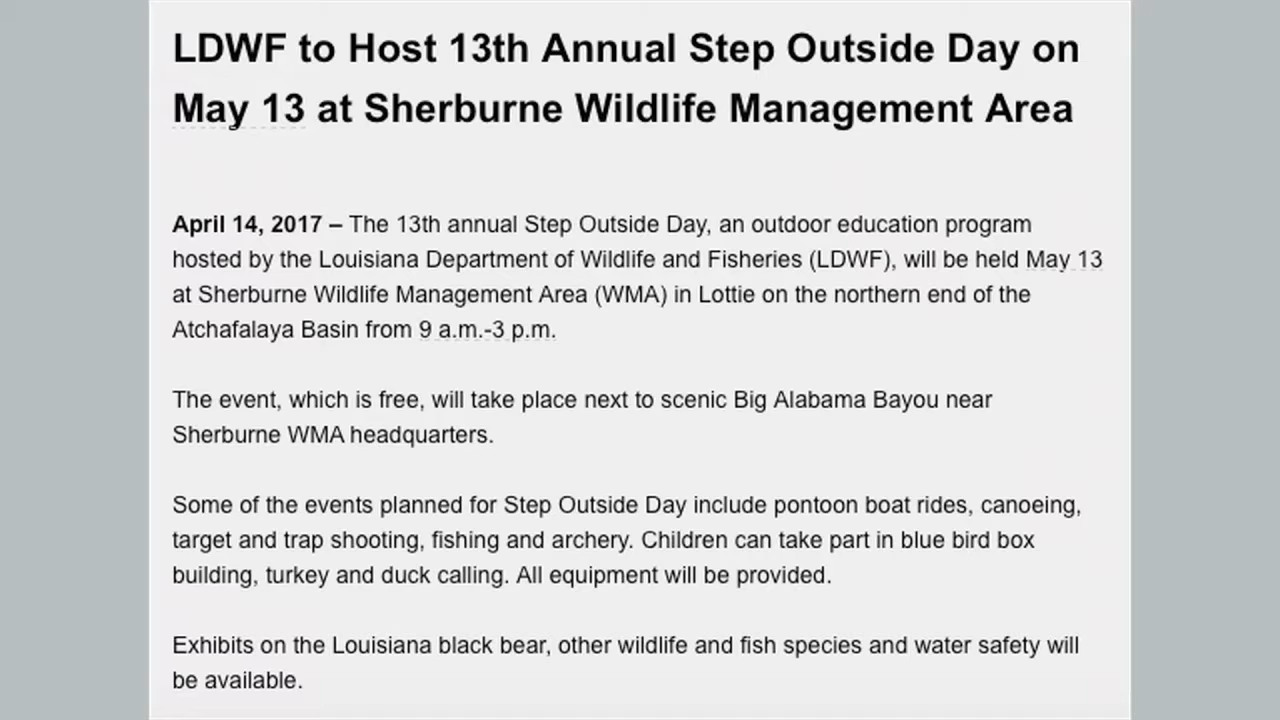 LDWF to Host 13th Annual Step Outside Day on
May 13 at Sherburne Wildlife Management Area
April 14, 2017 – The 13th annual Step Outside Day, an outdoor education program
hosted by the Louisiana Department of Wildlife and Fisheries (LDWF), will be held May 13
at Sherburne Wildlife Management Area (WMA) in Lottie on the northern end of the
Atchafalaya Basin from 9 a.m.-3 p.m.
The event, which is free, will take place next to scenic Big Alabama Bayou near
Sherburne WMA headquarters.
Some of the events planned for Step Outside Day include pontoon boat rides, canoeing,
target and trap shooting, fishing and archery. Children can take part in blue bird box
building, turkey and duck calling. All equipment will be provided.
Exhibits on the Louisiana black bear, other wildlife and fish species and water safety will
be available.